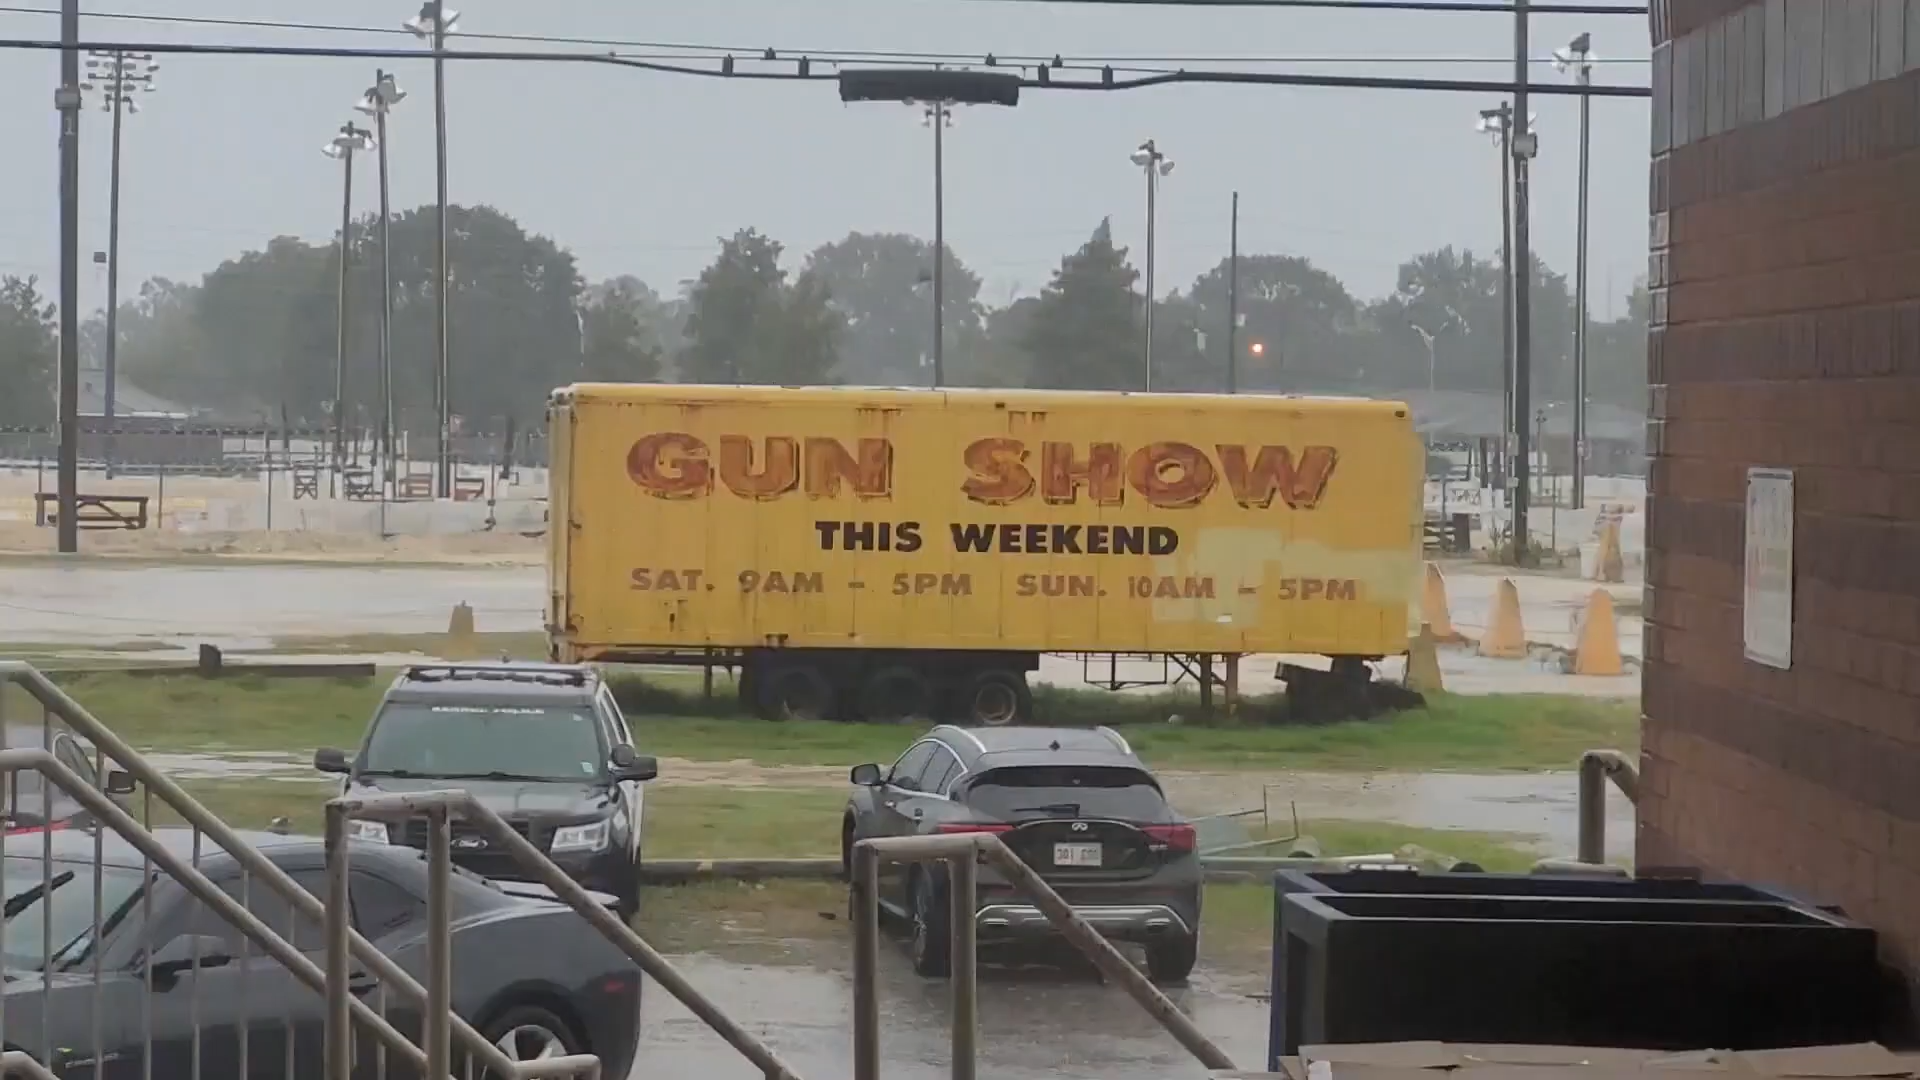 GUN SHOW
THIS WEEKEND
SAT. 9AM - 5PM SUN. 10AM - 5PM